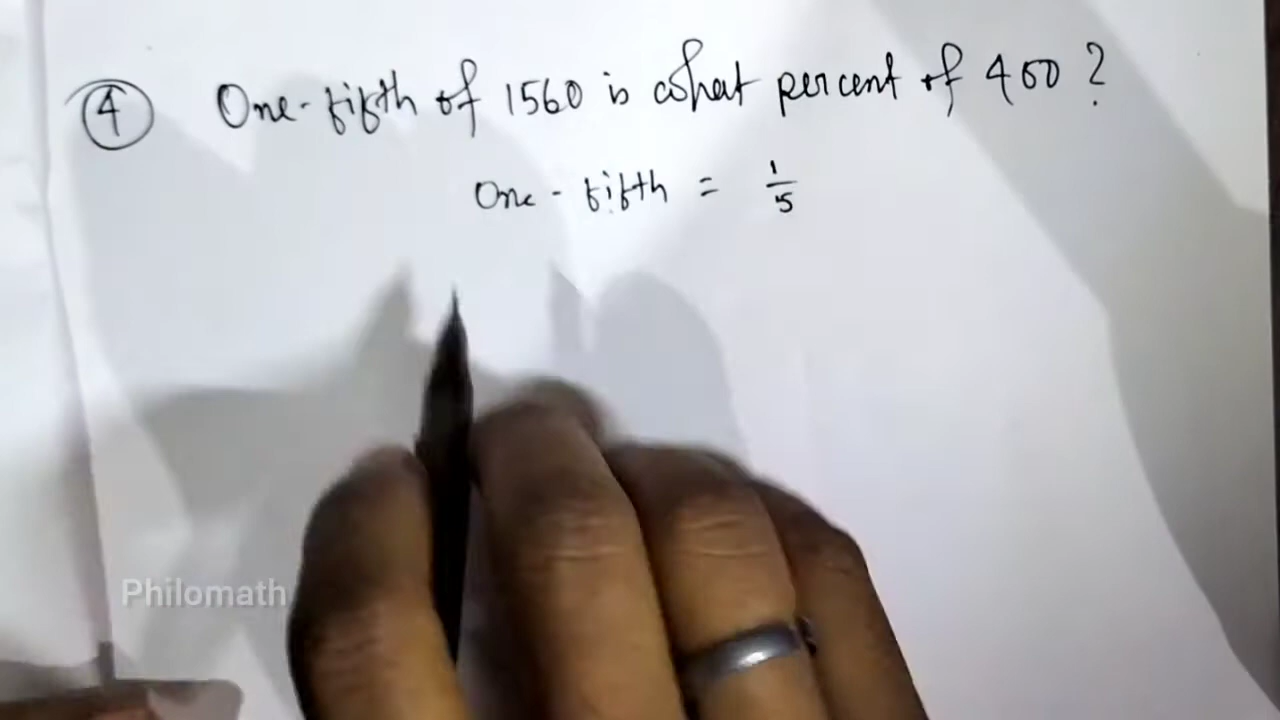 4 One-fifth of 1560 is what percent of 400 ?
One-fifth = 1/5
Philomath